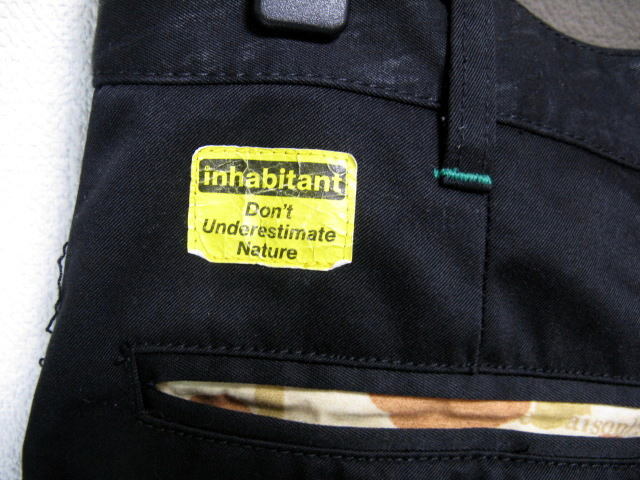 inhabitant
Don't
Underestimate
Nature